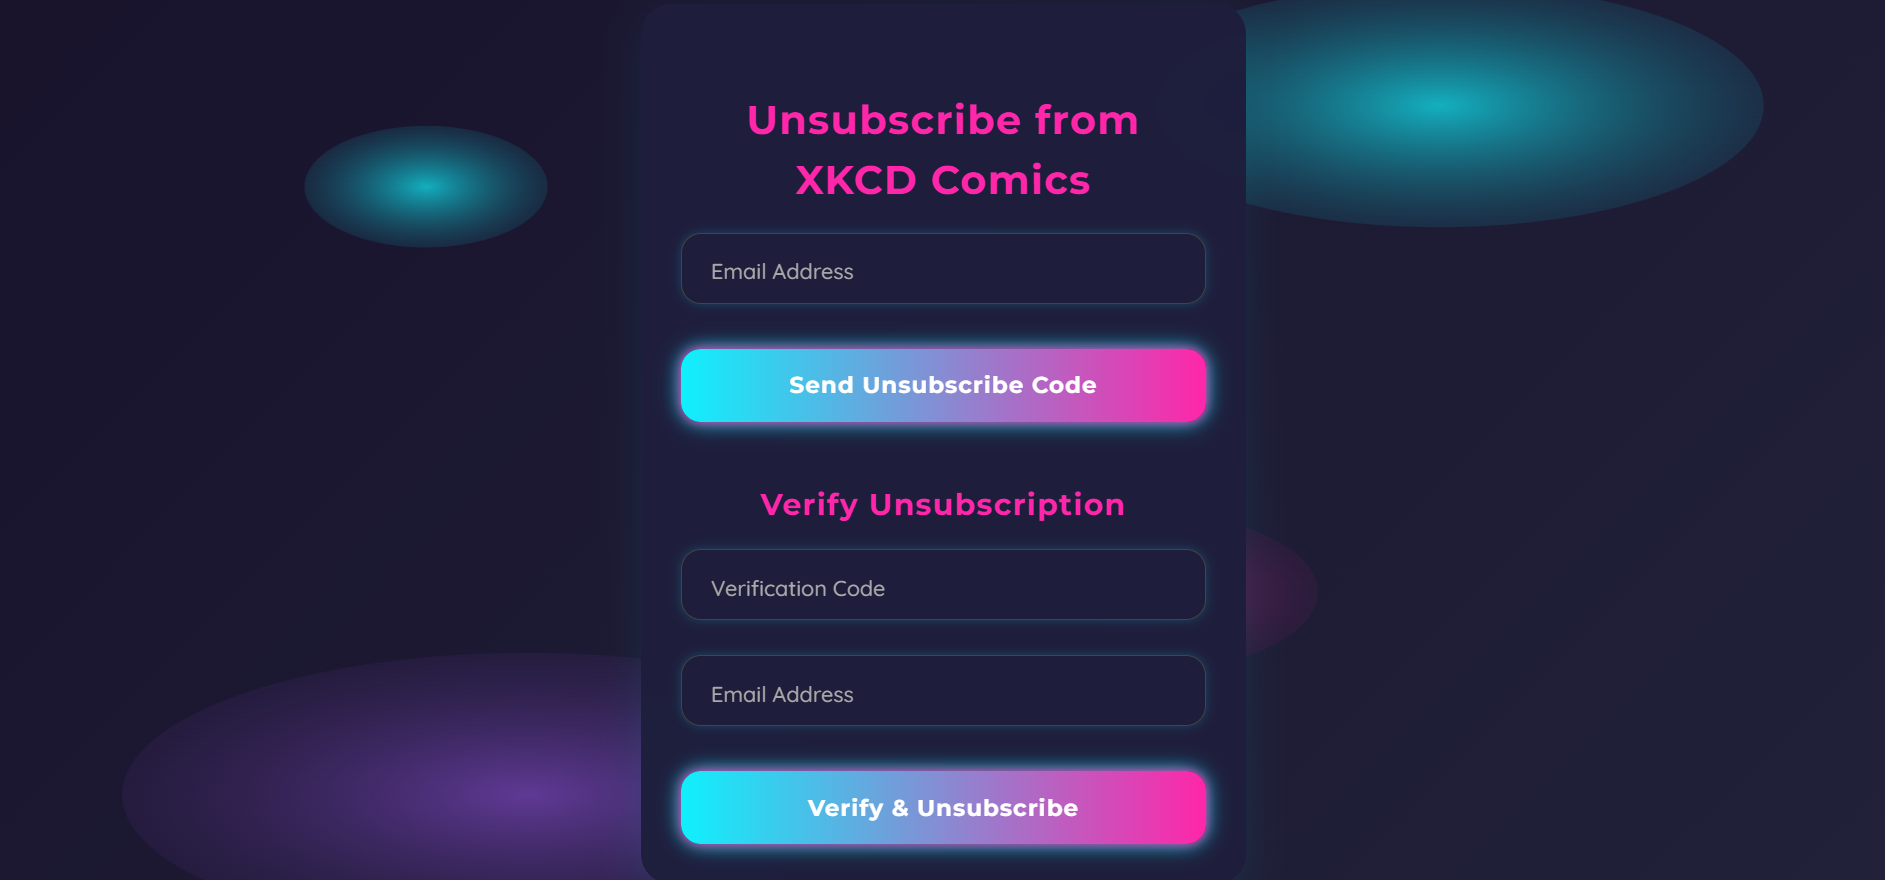 Unsubscribe from
XKCD Comics
Email Address
Send Unsubscribe Code
Verify Unsubscription
Verification Code
Email Address
Verify & Unsubscribe